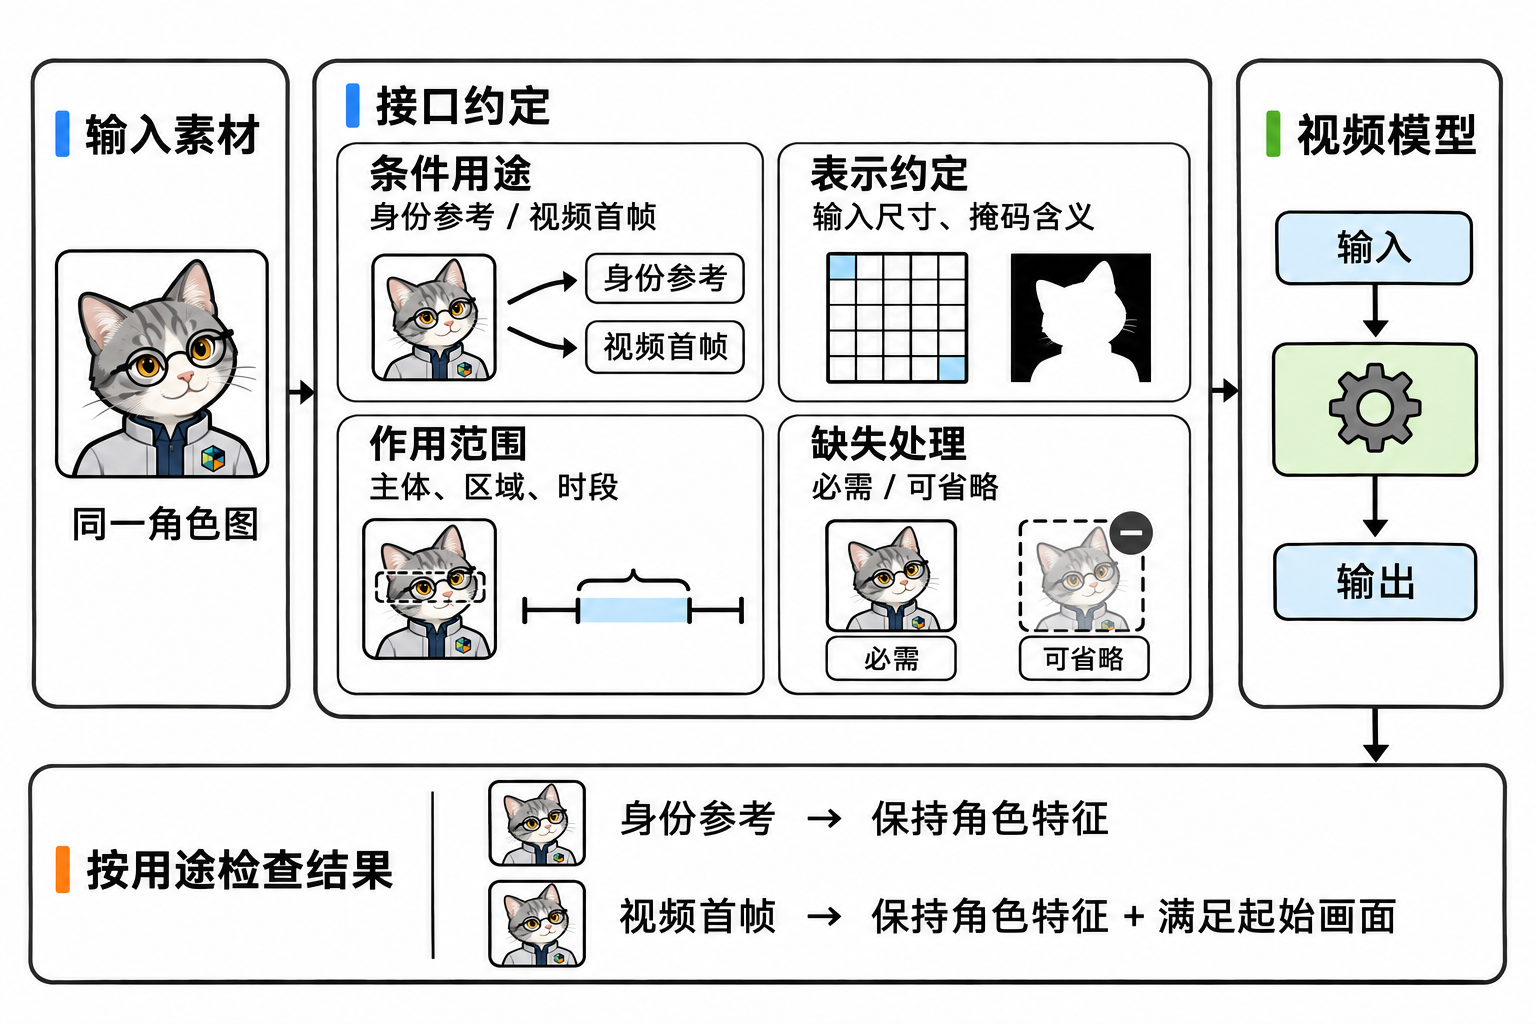 输入素材
同一角色图
接口约定
条件用途
身份参考 / 视频首帧
身份参考
视频首帧
表示约定
输入尺寸、掩码含义
作用范围
主体、区域、时段
缺失处理
必需 / 可省略
必需
可省略
视频模型
输入
输出
按用途检查结果
身份参考 → 保持角色特征
视频首帧 → 保持角色特征 + 满足起始画面